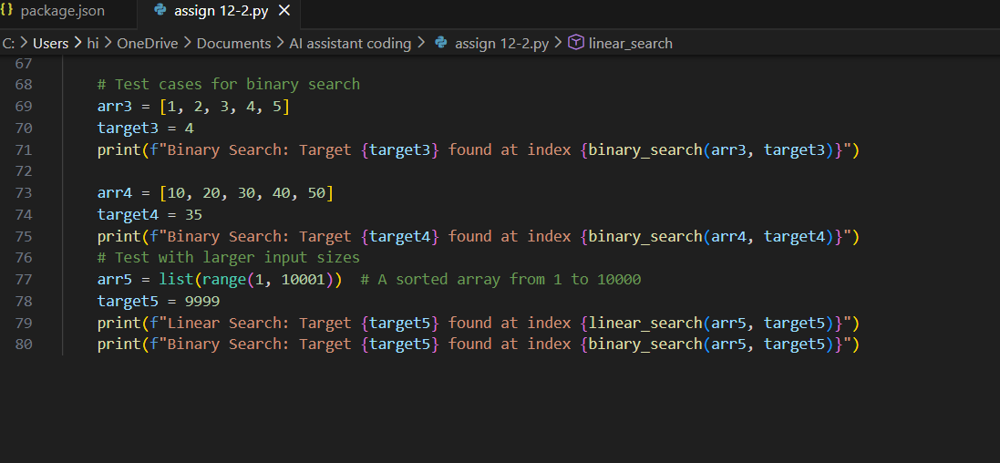 {} package.json assign 12-2.py ×
C: > Users > hi > OneDrive > Documents > AI assistant coding > assign 12-2.py > linear_search
67
68 # Test cases for binary search
69 arr3 = [1, 2, 3, 4, 5]
70 target3 = 4
71 print(f"Binary Search: Target {target3} found at index {binary_search(arr3, target3)}")
72
73 arr4 = [10, 20, 30, 40, 50]
74 target4 = 35
75 print(f"Binary Search: Target {target4} found at index {binary_search(arr4, target4)}")
76 # Test with larger input sizes
77 arr5 = list(range(1, 10001))  # A sorted array from 1 to 10000
78 target5 = 9999
79 print(f"Linear Search: Target {target5} found at index {linear_search(arr5, target5)}")
80 print(f"Binary Search: Target {target5} found at index {binary_search(arr5, target5)}")